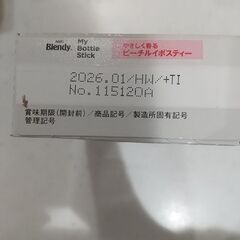 AGF
Blendy
My
Bottle
Stick
やさしく香る
ピーチルイボスティー
2026.01/HW/+TI
No.115120A
賞味期限(開封前)/商品記号/製造所固有記号
管理記号